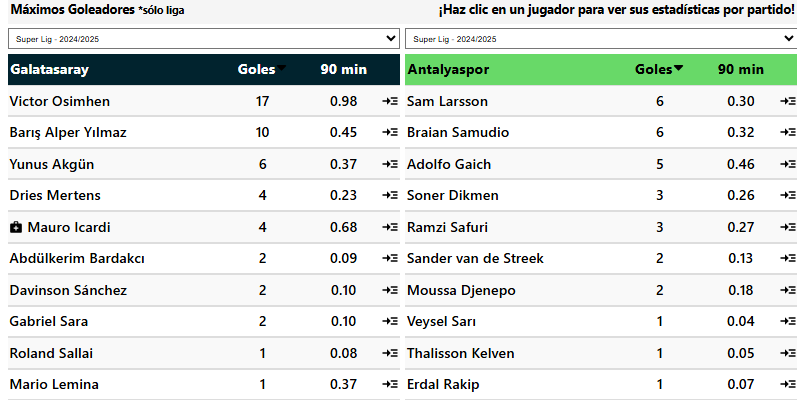 Máximos Goleadores *sólo liga
¡Haz clic en un jugador para ver sus estadísticas por partido!
Super Lig - 2024/2025
Galatasaray Goles 90 min
Victor Osimhen 17 0.98
Barış Alper Yılmaz 10 0.45
Yunus Akgün 6 0.37
Dries Mertens 4 0.23
Mauro Icardi 4 0.68
Abdülkerim Bardakcı 2 0.09
Davinson Sánchez 2 0.10
Gabriel Sara 2 0.10
Roland Sallai 1 0.08
Mario Lemina 1 0.37
Super Lig - 2024/2025
Antalyaspor Goles 90 min
Sam Larsson 6 0.30
Braian Samudio 6 0.32
Adolfo Gaich 5 0.46
Soner Dikmen 3 0.26
Ramzi Safuri 3 0.27
Sander van de Streek 2 0.13
Moussa Djenepo 2 0.18
Veysel Sarı 1 0.04
Thalisson Kelven 1 0.05
Erdal Rakip 1 0.07